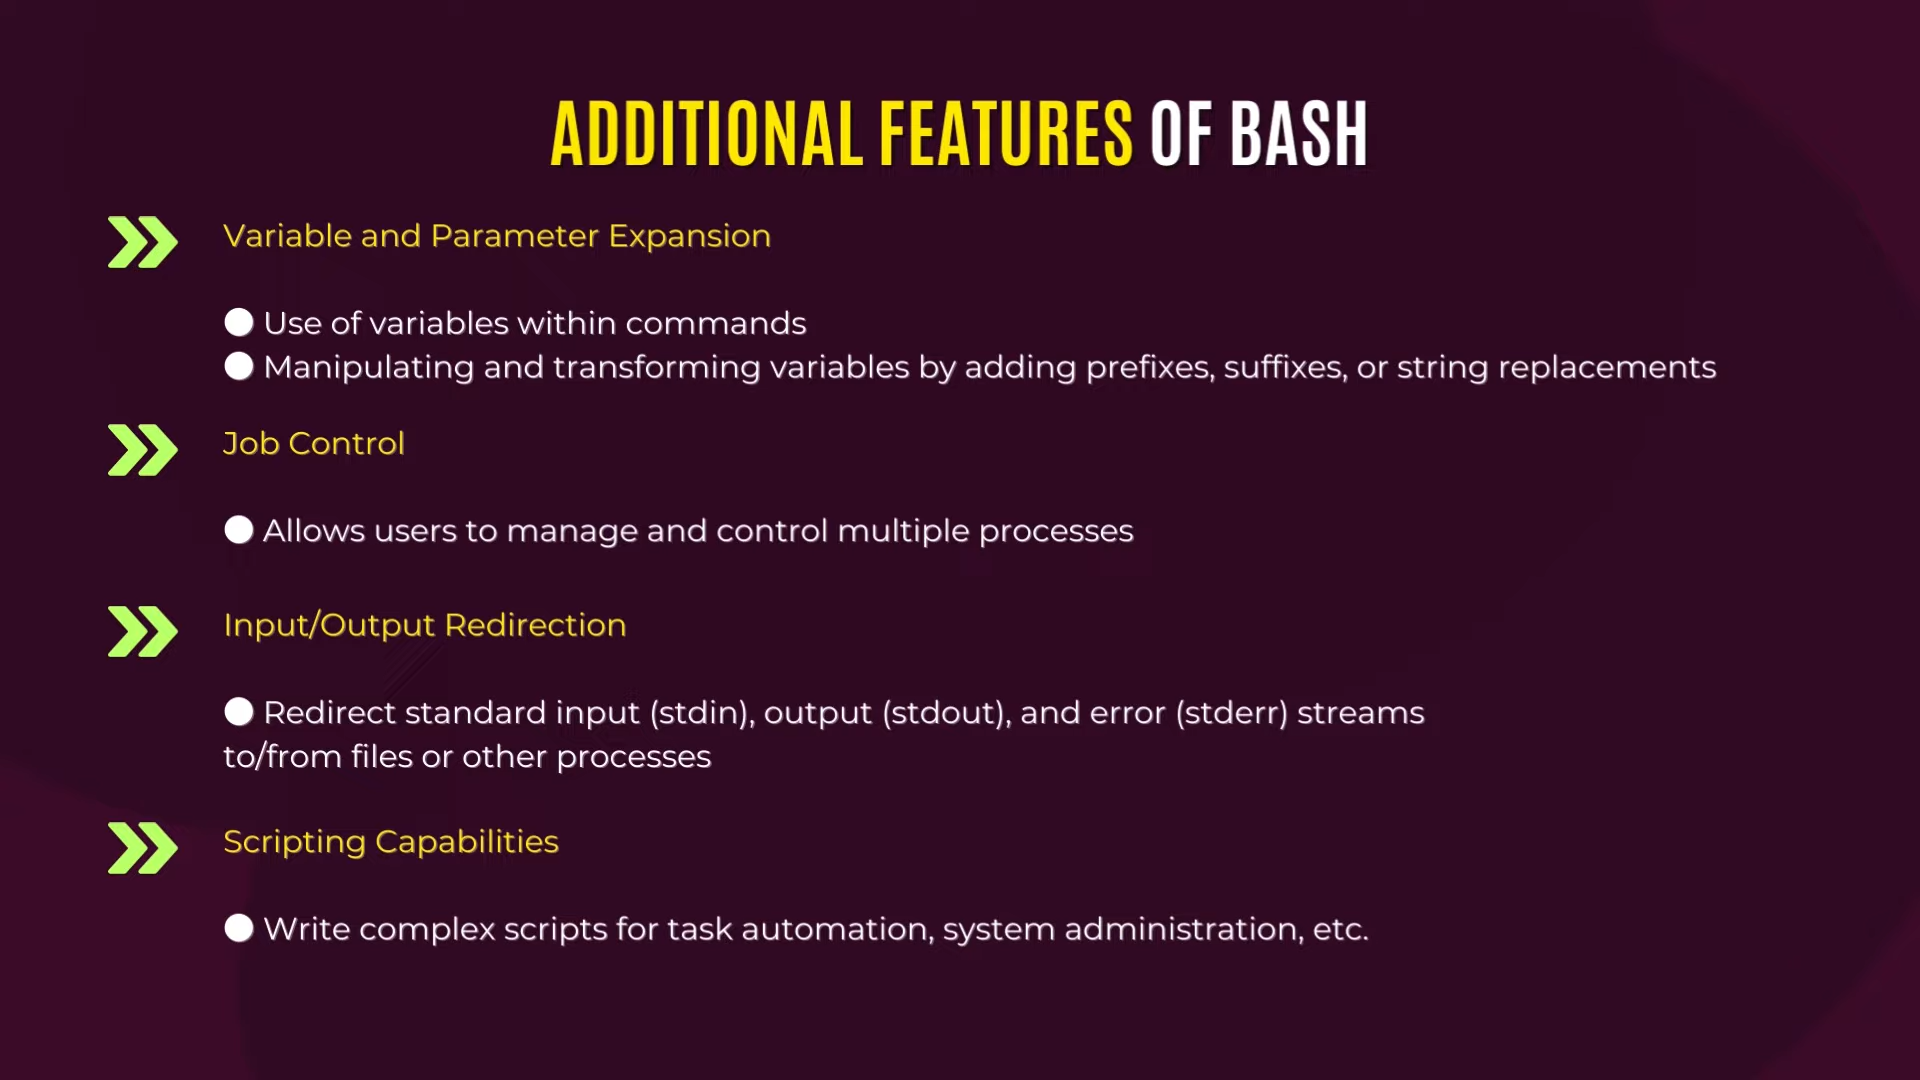 ADDITIONAL FEATURES OF BASH
Variable and Parameter Expansion
● Use of variables within commands
● Manipulating and transforming variables by adding prefixes, suffixes, or string replacements
Job Control
● Allows users to manage and control multiple processes
Input/Output Redirection
● Redirect standard input (stdin), output (stdout), and error (stderr) streams
to/from files or other processes
Scripting Capabilities
● Write complex scripts for task automation, system administration, etc.